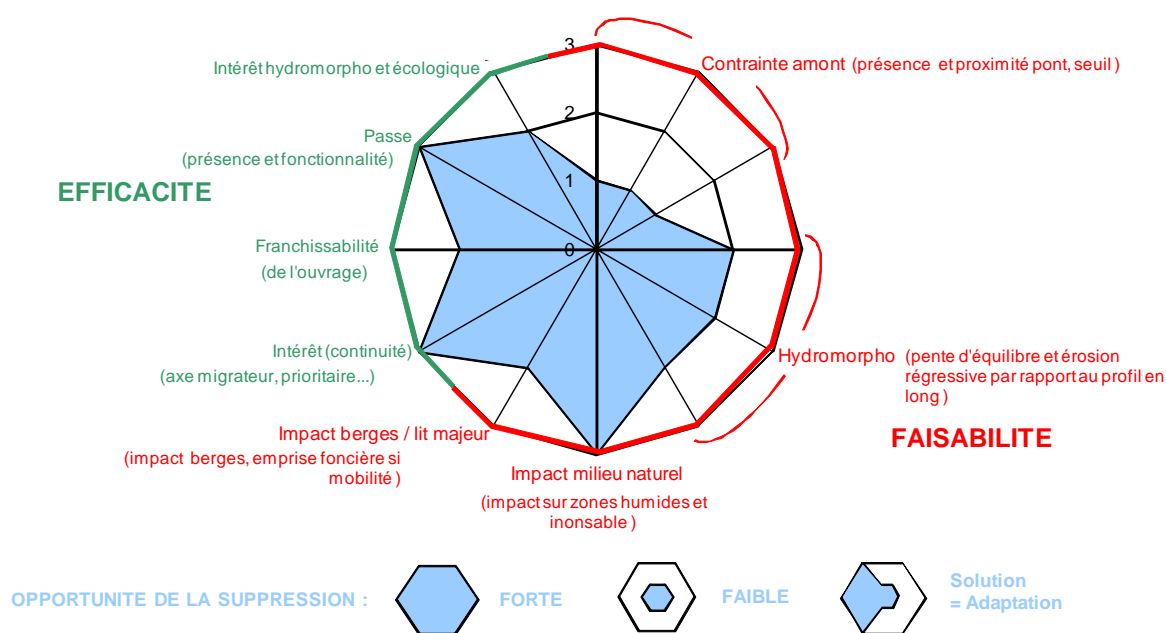 3
Intérêt hydromorpho et écologique
Contrainte amont (présence et proximité pont, seuil )
2
Passe
(présence et fonctionnalité)
EFFICACITE
1
Franchissabilité
(de l'ouvrage)
0
Intérêt (continuité)
(axe migrateur, prioritaire...)
Hydromorpho (pente d'équilibre et érosion
régressive par rapport au profil en
long )
Impact berges / lit majeur
(impact berges, emprise foncière si
mobilité )
FAISABILITE
Impact milieu naturel
(impact sur zones humides et
inonsable )
OPPORTUNITE DE LA SUPPRESSION :
FORTE
FAIBLE
Solution
= Adaptation